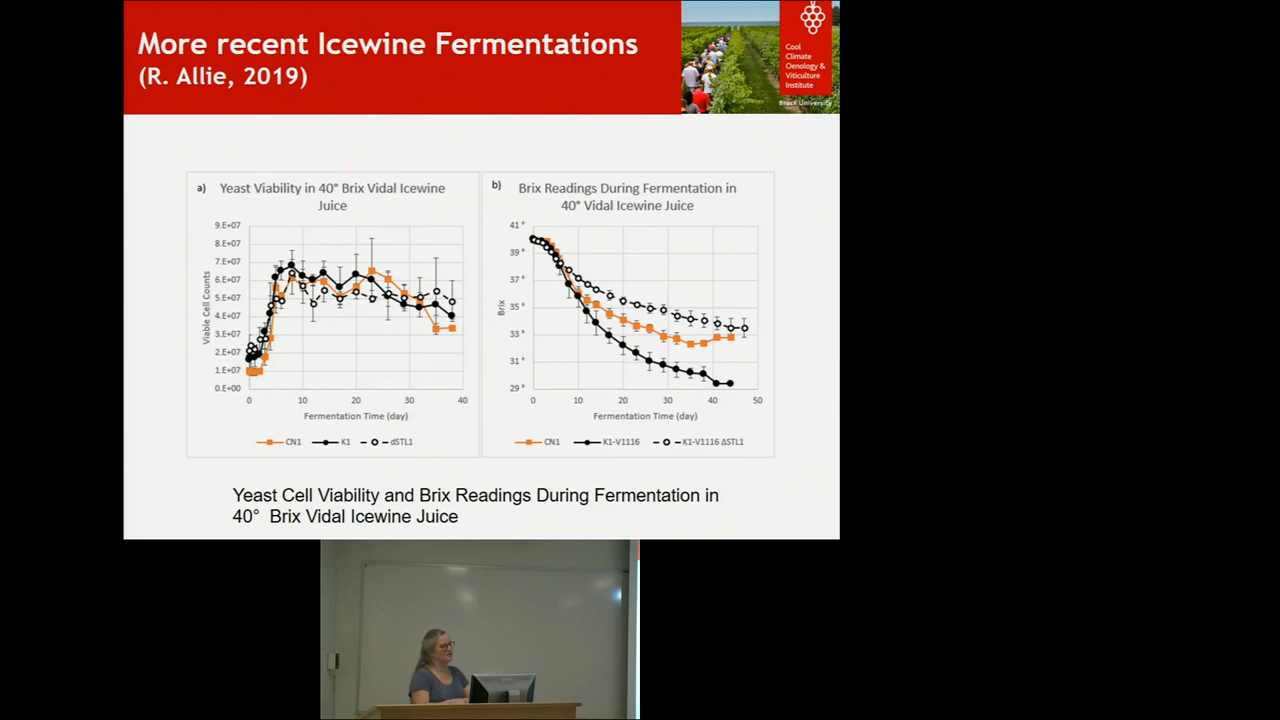 More recent Icewine Fermentations
(R. Allie, 2019)
Cool
Climate
Oenology &
Viticulture
Institute
Brock University
a) Yeast Viability in 40° Brix Vidal Icewine
Juice
9.E+07
8.E+07
7.E+07
6.E+07
5.E+07
4.E+07
3.E+07
2.E+07
1.E+07
0.E+00
Viable Cell Counts
0 10 20 30 40
Fermentation Time (day)
CN1 K1 dSTL1
b) Brix Readings During Fermentation in
40° Vidal Icewine Juice
41°
39°
37°
35°
33°
31°
29°
Brix
0 10 20 30 40 50
Fermentation Time (day)
CN1 K1-V1116 K1-V1116 ΔSTL1
Yeast Cell Viability and Brix Readings During Fermentation in
40° Brix Vidal Icewine Juice